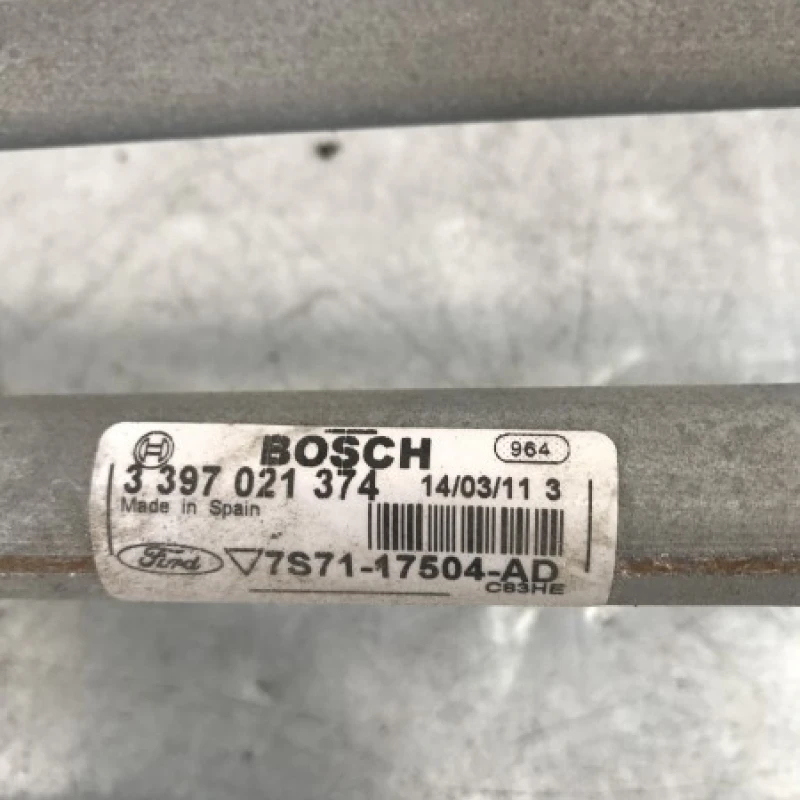 BOSCH 964
3 397 021 374 14/03/11 3
Made in Spain
Ford 7S71-17504-AD
C83HE